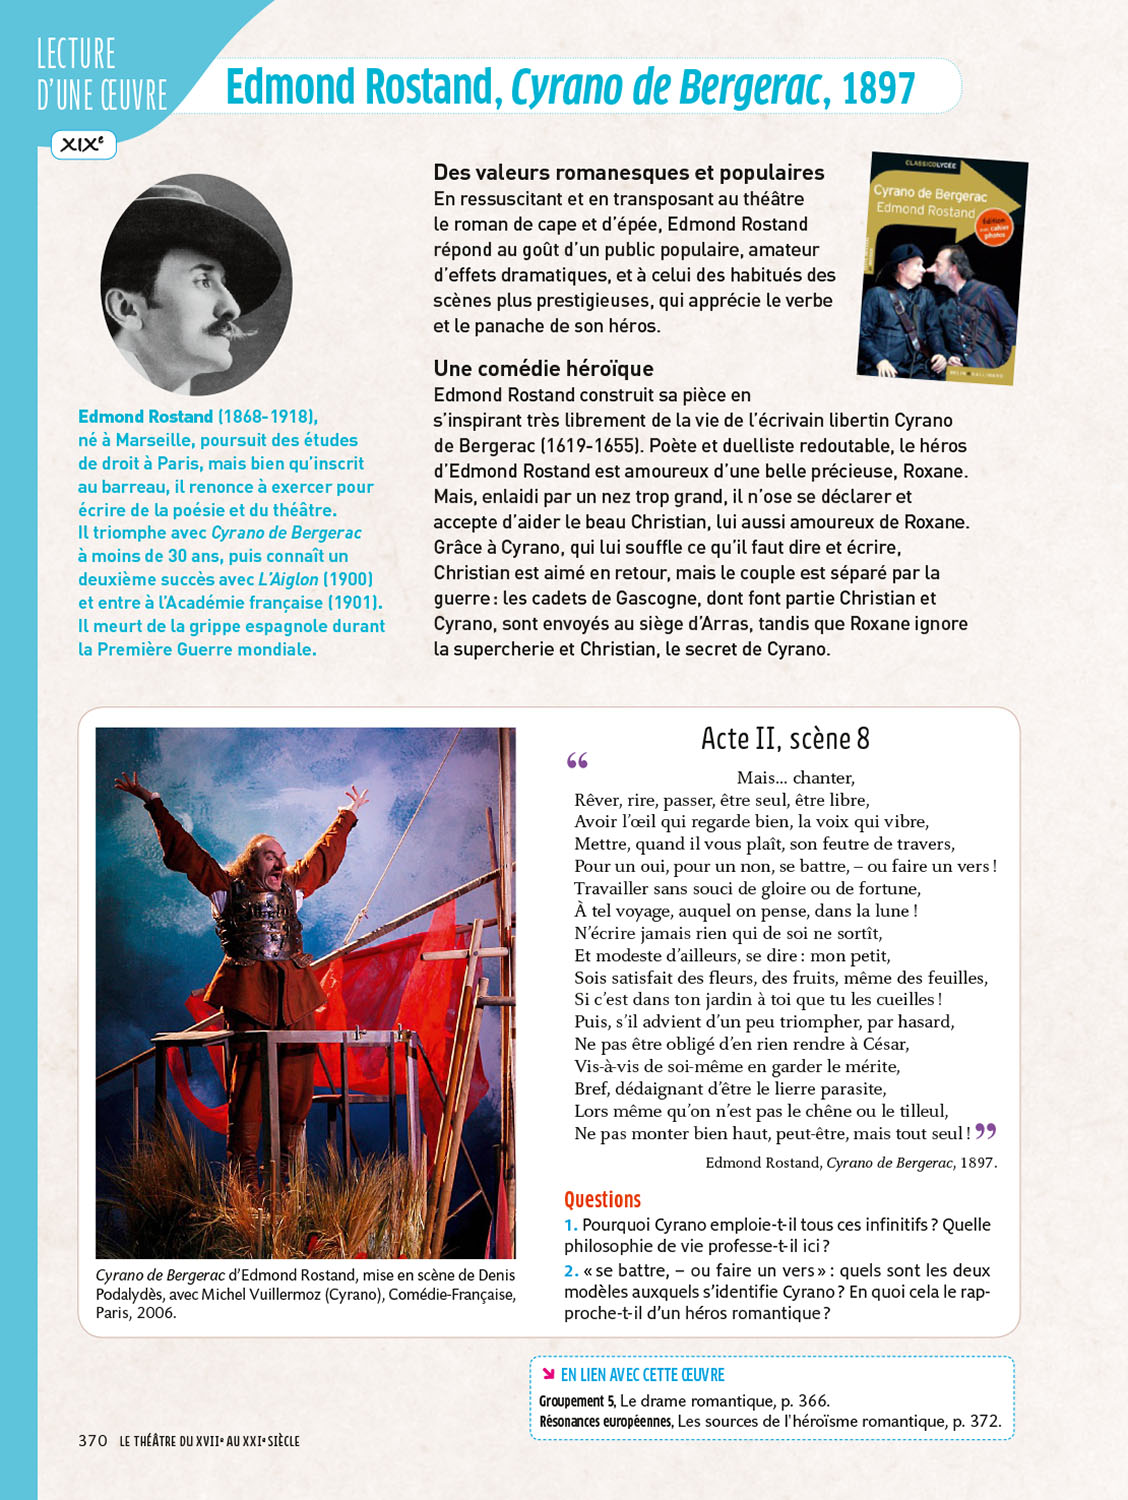 LECTURE
D'UNE ŒUVRE
XIXe
Edmond Rostand, Cyrano de Bergerac, 1897
Edmond Rostand (1868-1918),
né à Marseille, poursuit des études
de droit à Paris, mais bien qu'inscrit
au barreau, il renonce à exercer pour
écrire de la poésie et du théâtre.
Il triomphe avec Cyrano de Bergerac
à moins de 30 ans, puis connaît un
deuxième succès avec L'Aiglon (1900)
et entre à l'Académie française (1901).
Il meurt de la grippe espagnole durant
la Première Guerre mondiale.
Des valeurs romanesques et populaires
En ressuscitant et en transposant au théâtre
le roman de cape et d'épée, Edmond Rostand
répond au goût d'un public populaire, amateur
d'effets dramatiques, et à celui des habitués des
scènes plus prestigieuses, qui apprécie le verbe
et le panache de son héros.
CLASSICOLYCÉE
Cyrano de Bergerac
Edmond Rostand
Édition
avec cahier
photos
BELIN GALLIMARD
Une comédie héroïque
Edmond Rostand construit sa pièce en
s'inspirant très librement de la vie de l'écrivain libertin Cyrano
de Bergerac (1619-1655). Poète et duelliste redoutable, le héros
d'Edmond Rostand est amoureux d'une belle précieuse, Roxane.
Mais, enlaidi par un nez trop grand, il n'ose se déclarer et
accepte d'aider le beau Christian, lui aussi amoureux de Roxane.
Grâce à Cyrano, qui lui souffle ce qu'il faut dire et écrire,
Christian est aimé en retour, mais le couple est séparé par la
guerre : les cadets de Gascogne, dont font partie Christian et
Cyrano, sont envoyés au siège d'Arras, tandis que Roxane ignore
la supercherie et Christian, le secret de Cyrano.
Cyrano de Bergerac d'Edmond Rostand, mise en scène de Denis
Podalydès, avec Michel Vuillermoz (Cyrano), Comédie-Française,
Paris, 2006.
Acte II, scène 8
“ Mais... chanter,
Rêver, rire, passer, être seul, être libre,
Avoir l'œil qui regarde bien, la voix qui vibre,
Mettre, quand il vous plaît, son feutre de travers,
Pour un oui, pour un non, se battre, – ou faire un vers !
Travailler sans souci de gloire ou de fortune,
À tel voyage, auquel on pense, dans la lune !
N'écrire jamais rien qui de soi ne sortît,
Et modeste d'ailleurs, se dire : mon petit,
Sois satisfait des fleurs, des fruits, même des feuilles,
Si c'est dans ton jardin à toi que tu les cueilles !
Puis, s'il advient d'un peu triompher, par hasard,
Ne pas être obligé d'en rien rendre à César,
Vis-à-vis de soi-même en garder le mérite,
Bref, dédaignant d'être le lierre parasite,
Lors même qu'on n'est pas le chêne ou le tilleul,
Ne pas monter bien haut, peut-être, mais tout seul ! ”
Edmond Rostand, Cyrano de Bergerac, 1897.
Questions
1. Pourquoi Cyrano emploie-t-il tous ces infinitifs ? Quelle
philosophie de vie professe-t-il ici ?
2. « se battre, – ou faire un vers » : quels sont les deux
modèles auxquels s'identifie Cyrano ? En quoi cela le rap-
proche-t-il d'un héros romantique ?
EN LIEN AVEC CETTE ŒUVRE
Groupement 5, Le drame romantique, p. 366.
Résonances européennes, Les sources de l'héroïsme romantique, p. 372.
370 LE THÉÂTRE DU XVIIe AU XXIe SIÈCLE